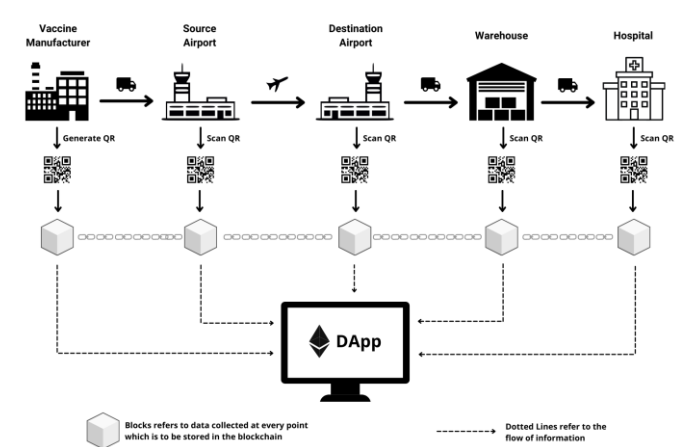 Vaccine
Manufacturer
Source
Airport
Destination
Airport
Warehouse
Hospital
Generate QR
Scan QR
Scan QR
Scan QR
Scan QR
DApp
Blocks refers to data collected at every point
which is to be stored in the blockchain
Dotted Lines refer to the
flow of information